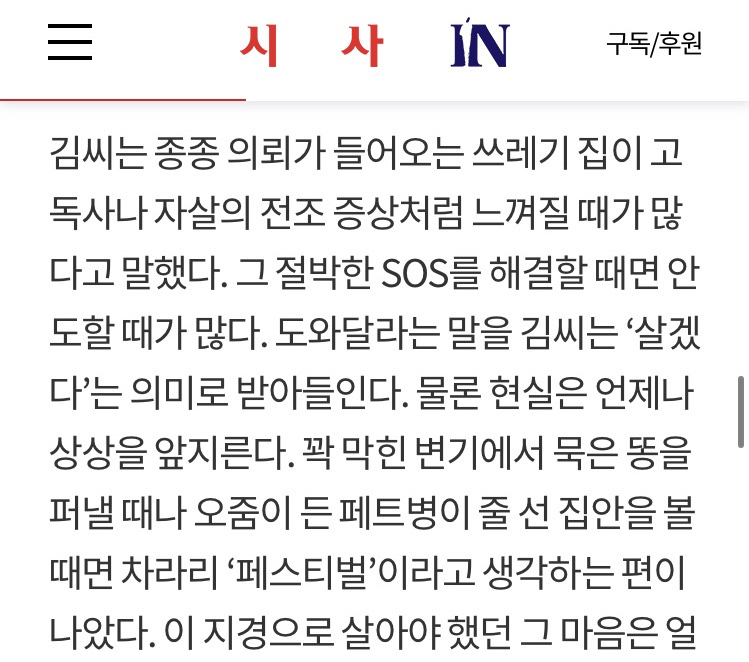 시사IN
구독/후원
김씨는 종종 의뢰가 들어오는 쓰레기 집이 고
독사나 자살의 전조 증상처럼 느껴질 때가 많
다고 말했다. 그 절박한 SOS를 해결할 때면 안
도할 때가 많다. 도와달라는 말을 김씨는 ‘살겠
다’는 의미로 받아들인다. 물론 현실은 언제나
상상을 앞지른다. 꽉 막힌 변기에서 묵은 똥을
퍼낼 때나 오줌이 든 페트병이 줄 선 집안을 볼
때면 차라리 ‘페스티벌’이라고 생각하는 편이
나았다. 이 지경으로 살아야 했던 그 마음은 얼